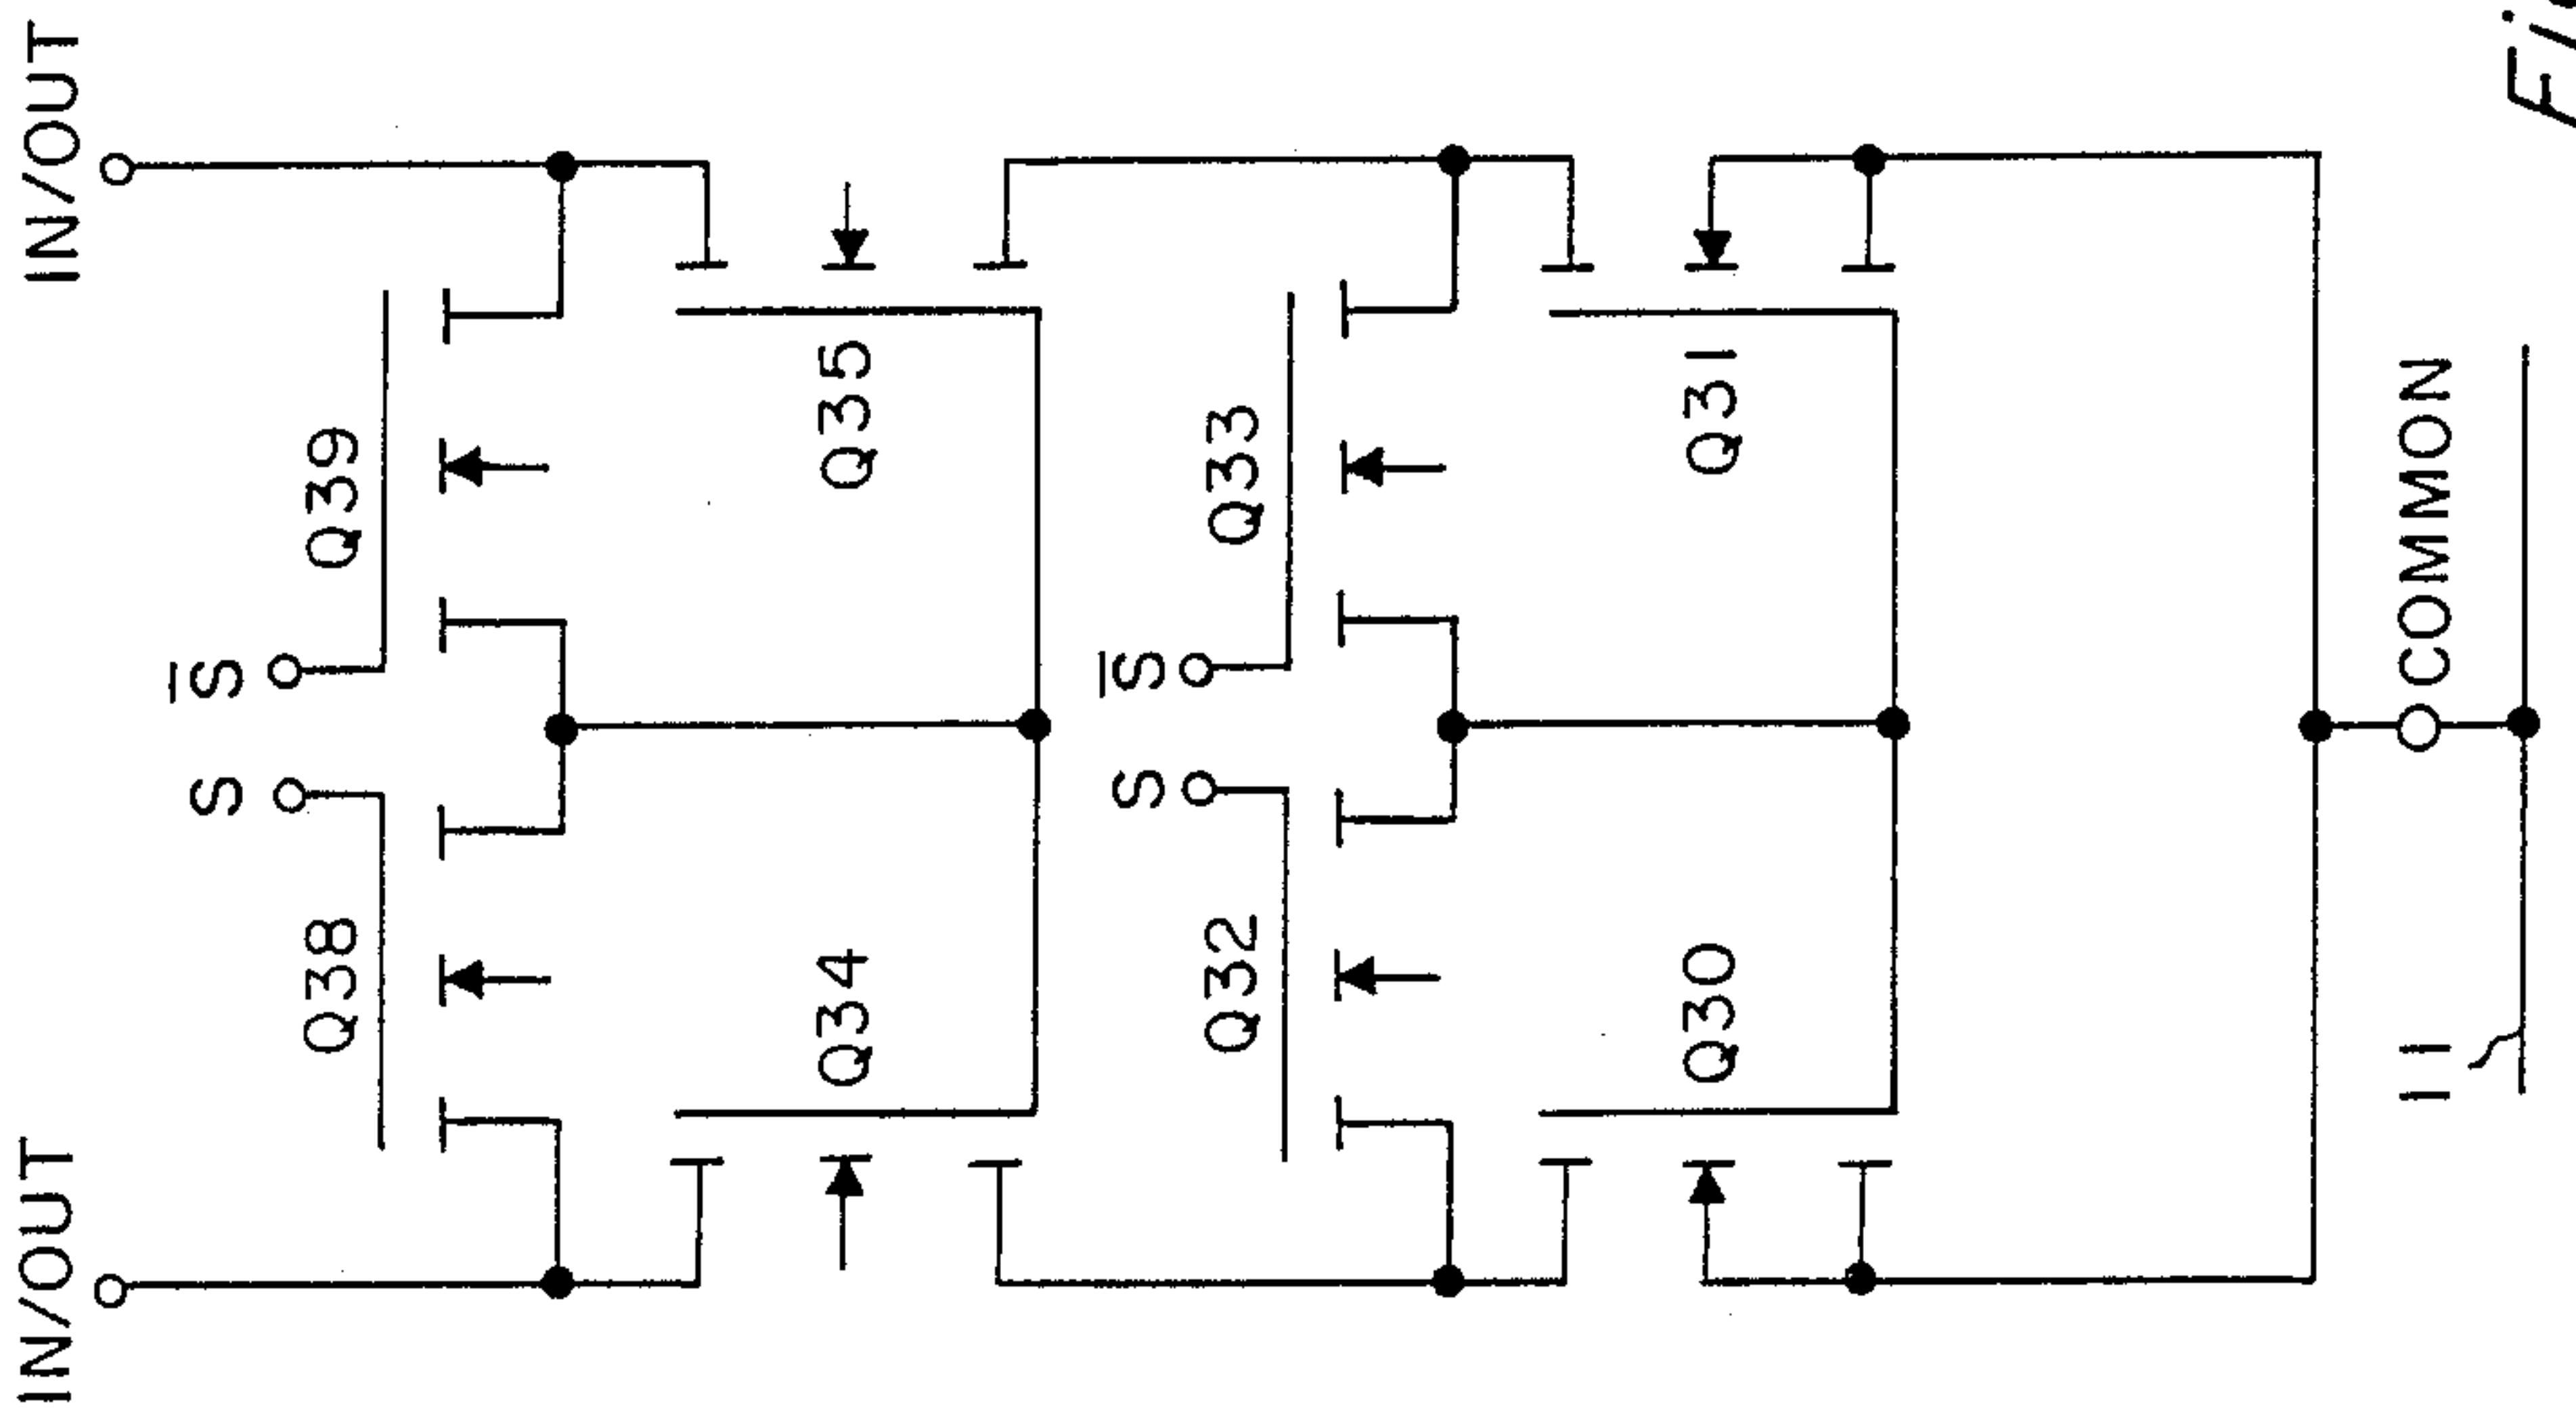 IN/OUT
IN/OUT
S
S̅
Q38
Q39
Q34
Q35
S
S̅
Q32
Q33
Q30
Q31
11
COMMON